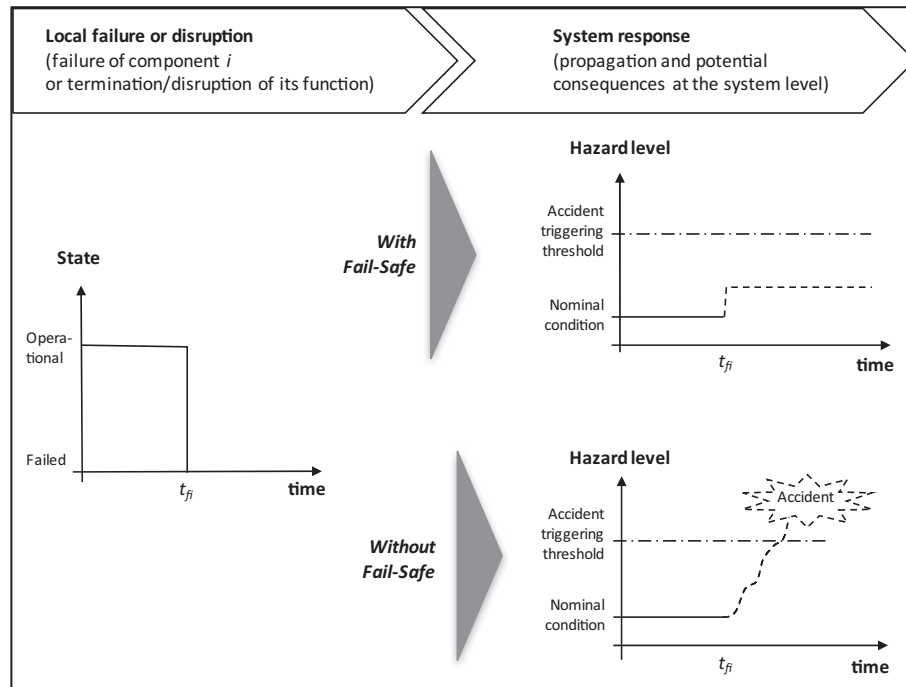 Local failure or disruption
(failure of component i
or termination/disruption of its function)
System response
(propagation and potential
consequences at the system level)
State
Opera-
tional
Failed
t_fi
time
With
Fail-Safe
Hazard level
Accident
triggering
threshold
Nominal
condition
t_fi
time
Without
Fail-Safe
Hazard level
Accident
Accident
triggering
threshold
Nominal
condition
t_fi
time